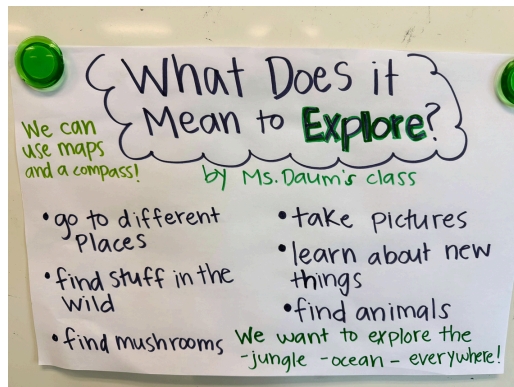 What Does it
Mean to Explore?
We can
use maps
and a compass!
by Ms. Daum's class
• go to different
Places
• find stuff in the
wild
• find mushrooms
• take pictures
• learn about new
things
• find animals
We want to explore the
- jungle - ocean - everywhere!